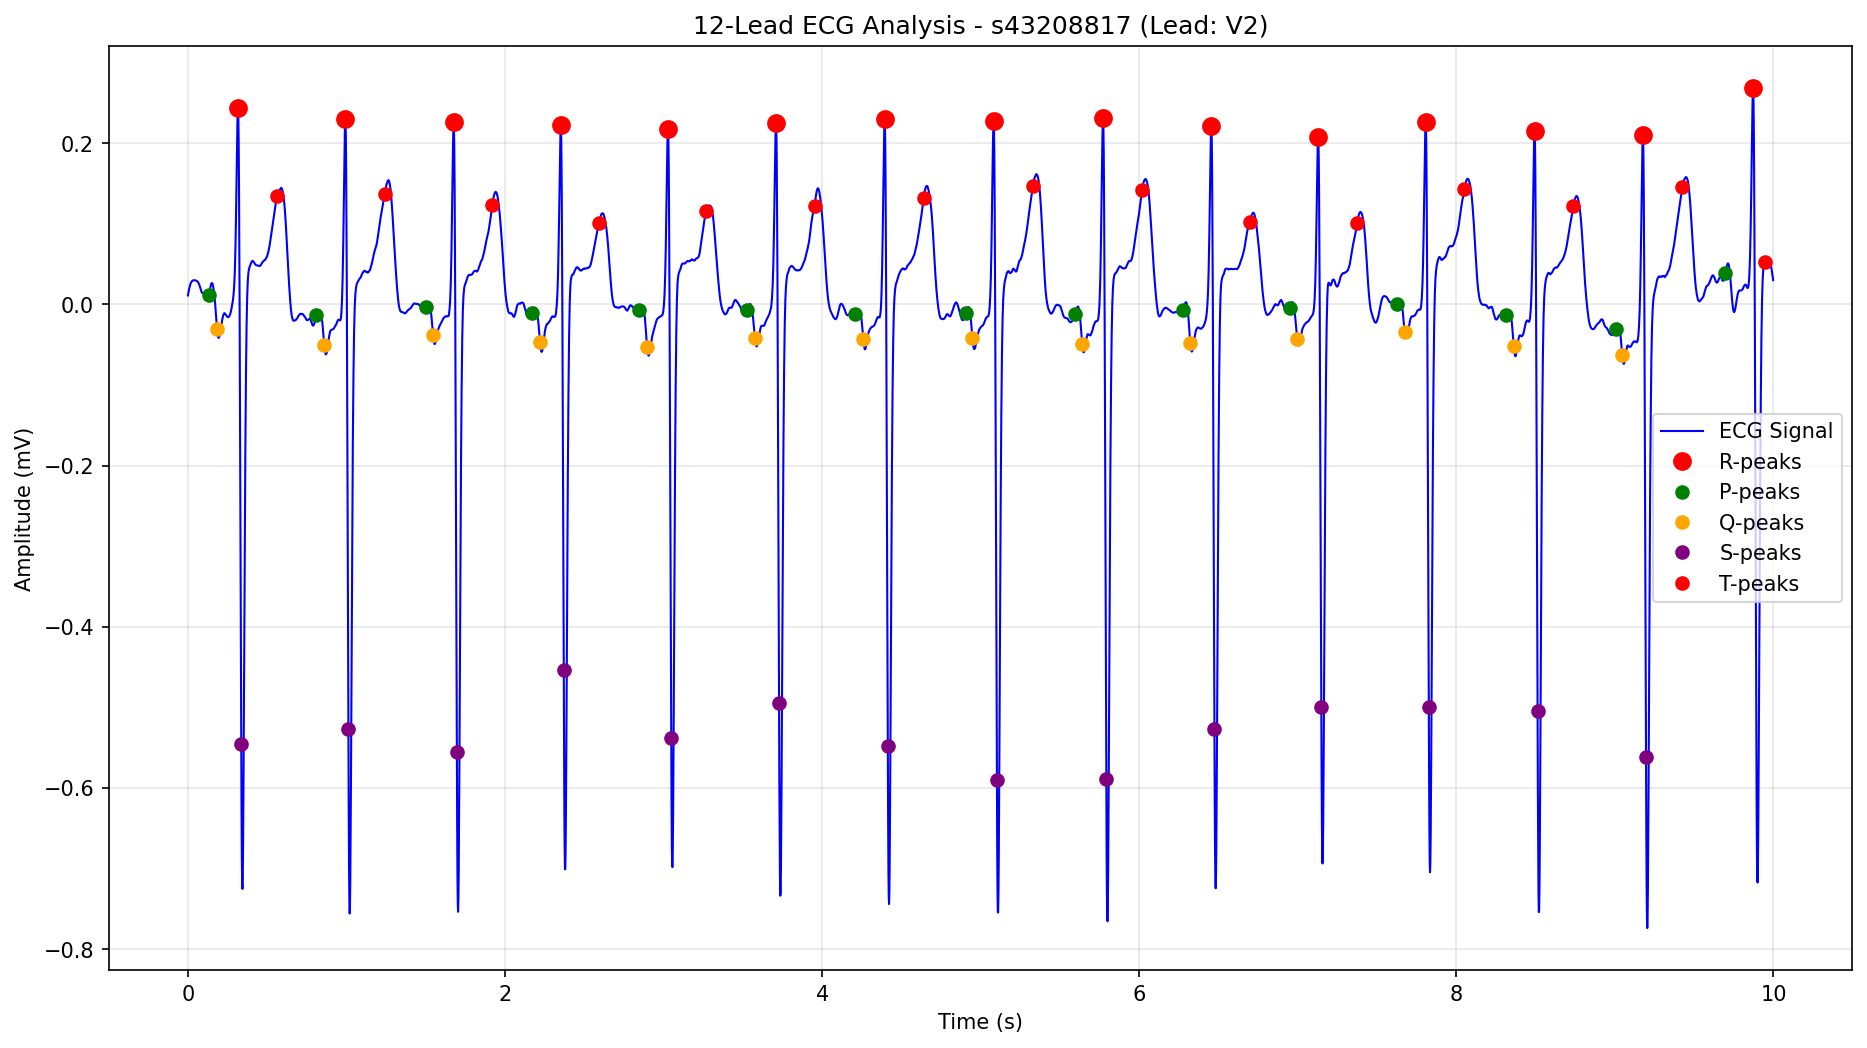 12-Lead ECG Analysis - s43208817 (Lead: V2)
Amplitude (mV)
0.2
0.0
−0.2
−0.4
−0.6
−0.8
ECG Signal
R-peaks
P-peaks
Q-peaks
S-peaks
T-peaks
0 2 4 6 8 10
Time (s)